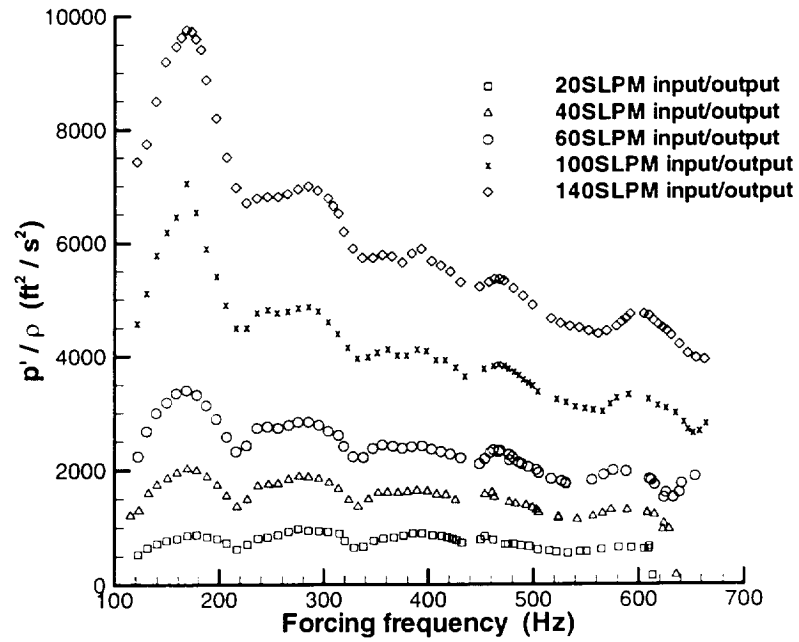 10000
8000
6000
4000
2000
0
p' / ρ (ft² / s²)
20SLPM input/output
40SLPM input/output
60SLPM input/output
100SLPM input/output
140SLPM input/output
100 200 300 400 500 600 700
Forcing frequency (Hz)